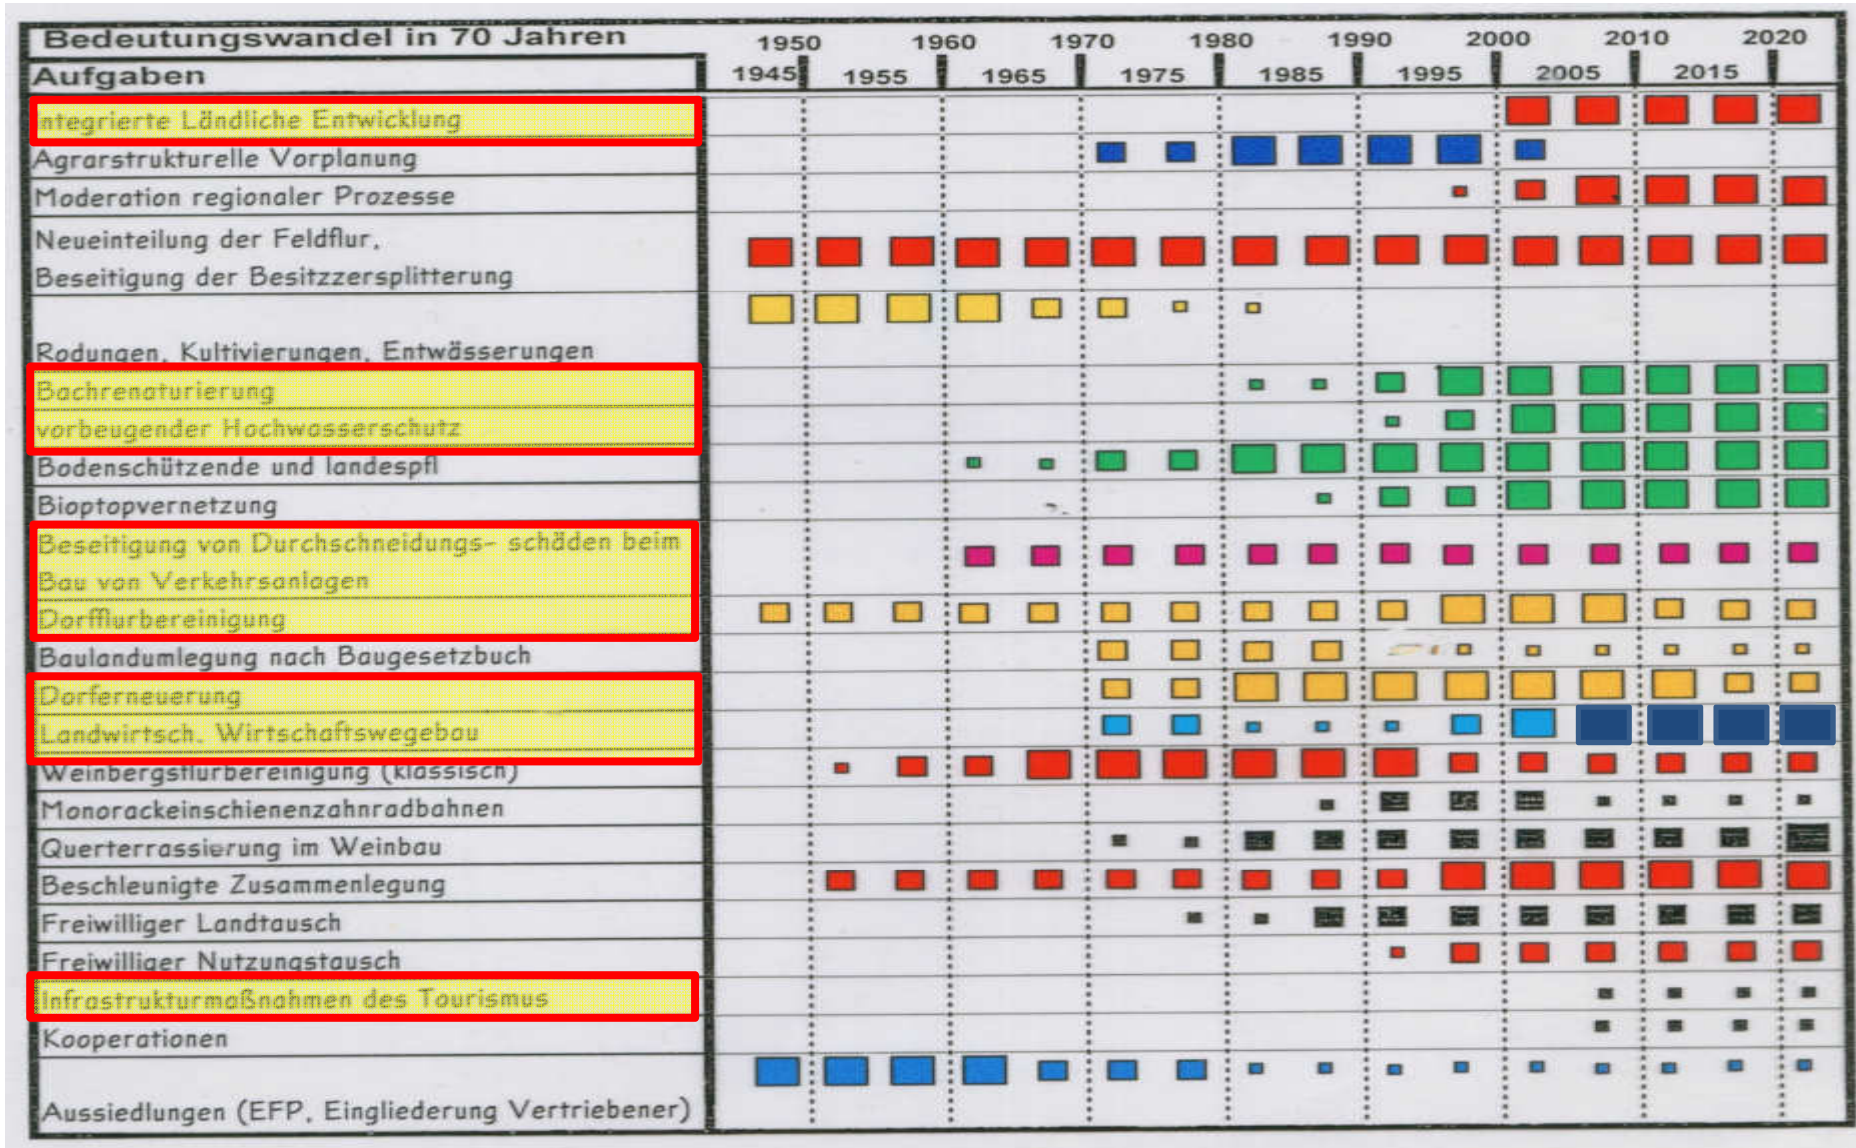 Bedeutungswandel in 70 Jahren
1950 1960 1970 1980 1990 2000 2010 2020
Aufgaben
1945 1955 1965 1975 1985 1995 2005 2015
ntegrierte Ländliche Entwicklung
Agrarstrukturelle Vorplanung
Moderation regionaler Prozesse
Neueinteilung der Feldflur,
Beseitigung der Besitzzersplitterung
Rodungen, Kultivierungen, Entwässerungen
Bachrenaturierung
vorbeugender Hochwasserschutz
Bodenschützende und landespfl
Bioptopvernetzung
Beseitigung von Durchschneidungs- schäden beim
Bau von Verkehrsanlagen
Dorfflurbereinigung
Baulandumlegung nach Baugesetzbuch
Dorferneuerung
Landwirtsch. Wirtschaftswegebau
Weinbergsflurbereinigung (klassisch)
Monorackeinschienenzahnradbahnen
Querterrassierung im Weinbau
Beschleunigte Zusammenlegung
Freiwilliger Landtausch
Freiwilliger Nutzungstausch
Infrastrukturmaßnahmen des Tourismus
Kooperationen
Aussiedlungen (EFP, Eingliederung Vertriebener)